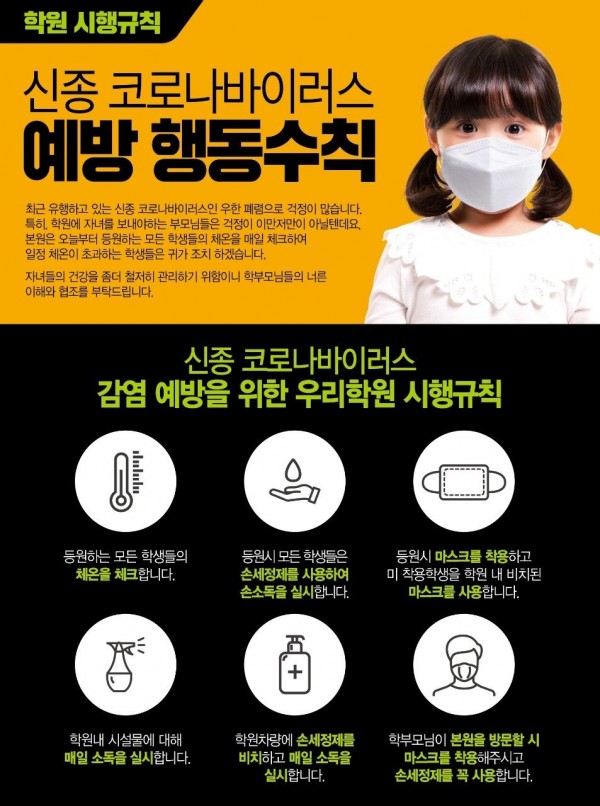 학원 시행규칙
신종 코로나바이러스
예방 행동수칙
최근 유행하고 있는 신종 코로나바이러스인 우한 폐렴으로 걱정이 많습니다.
특히, 학원에 자녀를 보내야하는 부모님들은 걱정이 이만저만이 아닐텐데요,
본원은 오늘부터 등원하는 모든 학생들의 체온을 매일 체크하여
일정 체온이 초과하는 학생들은 귀가 조치 하겠습니다.
자녀들의 건강을 좀더 철저히 관리하기 위함이니 학부모님들의 너른
이해와 협조를 부탁드립니다.
신종 코로나바이러스
감염 예방을 위한 우리학원 시행규칙
등원하는 모든 학생들의
체온을 체크합니다.
등원시 모든 학생들은
손세정제를 사용하여
손소독을 실시합니다.
등원시 마스크를 착용하고
미 착용학생을 학원 내 비치된
마스크를 사용합니다.
학원내 시설물에 대해
매일 소독을 실시합니다.
학원차량에 손세정제를
비치하고 매일 소독을
실시합니다.
학부모님이 본원을 방문할 시
마스크를 착용해주시고
손세정제를 꼭 사용합니다.